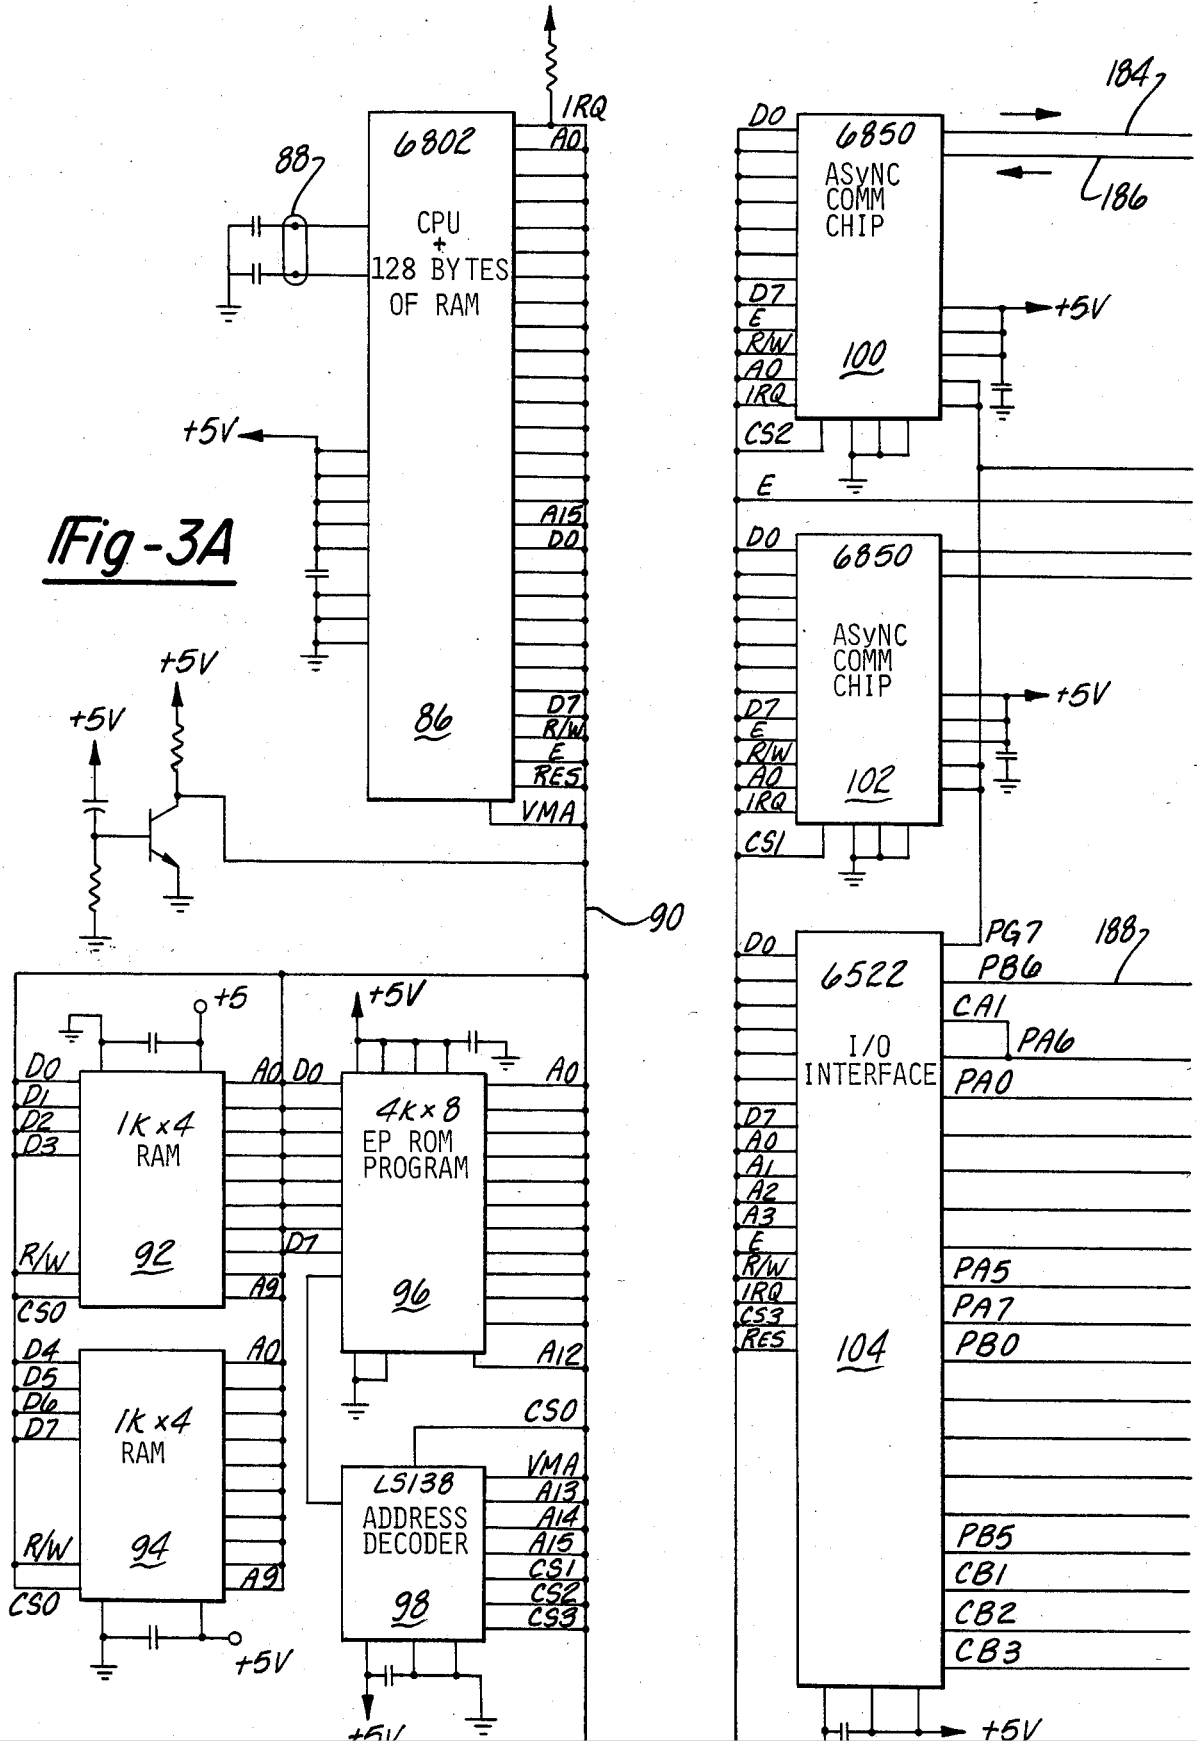 IRQ
6802
A0
88
CPU
+
128 BYTES
OF RAM
+5V
A15
D0
Fig-3A
D7
86
R/W
E
RES
VMA
+5V
+5V
90
+5
+5V
D0
D1
D2
D3
1K x 4
RAM
92
R/W
CS0
A0
A9
D0
4K x 8
EP ROM
PROGRAM
D7
96
A0
A12
D4
D5
D6
D7
1K x 4
RAM
94
R/W
CS0
A0
A9
+5V
CS0
LS138
ADDRESS
DECODER
98
VMA
A13
A14
A15
CS1
CS2
CS3
+5V
184
186
D0
6850
ASyNC
COMM
CHIP
D7
E
R/W
A0
IRQ
100
+5V
CS2
E
D0
6850
ASyNC
COMM
CHIP
D7
E
R/W
A0
IRQ
102
+5V
CS1
D0
6522
I/O
INTERFACE
D7
A0
A1
A2
A3
E
R/W
IRQ
CS3
RES
104
PG7
PB6
188
CA1
PA6
PA0
PA5
PA7
PB0
PB5
CB1
CB2
CB3
+5V